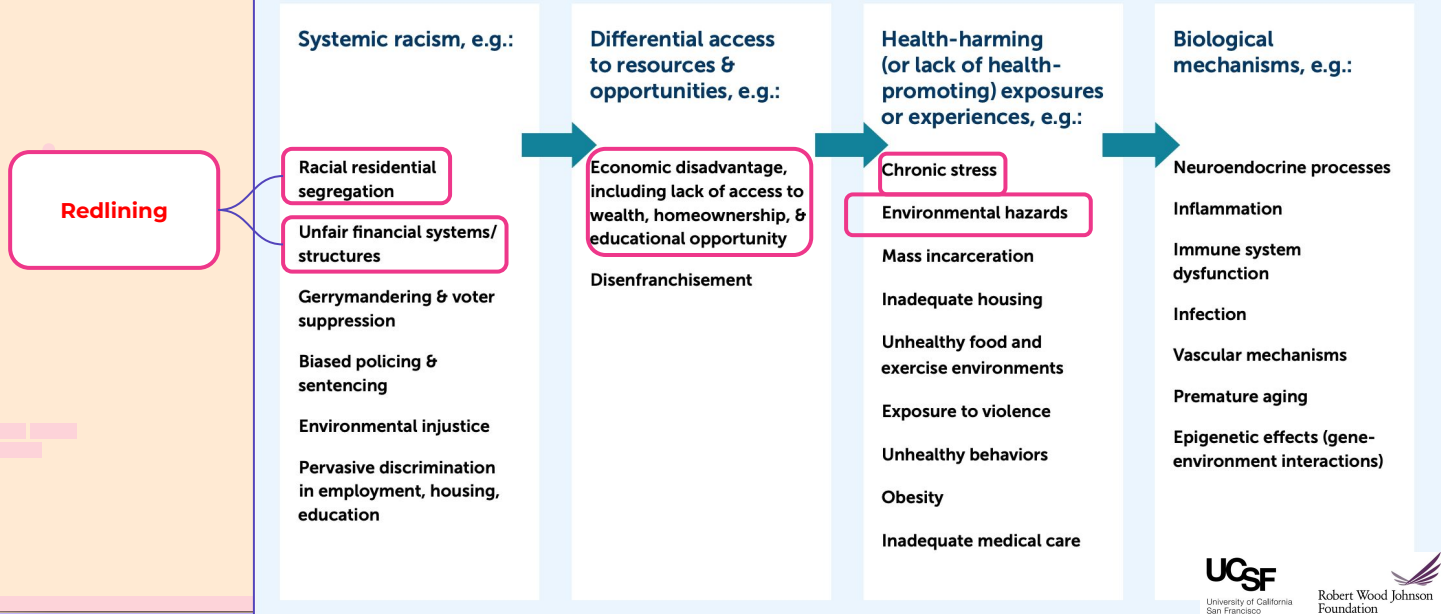 Redlining
Systemic racism, e.g.:
Racial residential
segregation
Unfair financial systems/
structures
Gerrymandering & voter
suppression
Biased policing &
sentencing
Environmental injustice
Pervasive discrimination
in employment, housing,
education
Differential access
to resources &
opportunities, e.g.:
Economic disadvantage,
including lack of access to
wealth, homeownership, &
educational opportunity
Disenfranchisement
Health-harming
(or lack of health-
promoting) exposures
or experiences, e.g.:
Chronic stress
Environmental hazards
Mass incarceration
Inadequate housing
Unhealthy food and
exercise environments
Exposure to violence
Unhealthy behaviors
Obesity
Inadequate medical care
Biological
mechanisms, e.g.:
Neuroendocrine processes
Inflammation
Immune system
dysfunction
Infection
Vascular mechanisms
Premature aging
Epigenetic effects (gene-
environment interactions)
UCSF
University of California
San Francisco
Robert Wood Johnson
Foundation